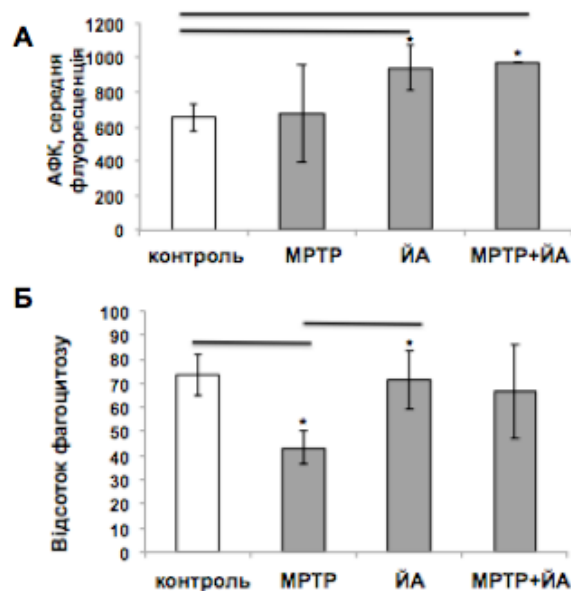 А
АФК, середня
флуоресценція
1200
1000
800
600
400
200
0
*
*
контроль
МРТР
ЙА
МРТР+ЙА
Б
Відсоток фагоцитозу
100
90
80
70
60
50
40
30
20
10
0
*
*
контроль
МРТР
ЙА
МРТР+ЙА